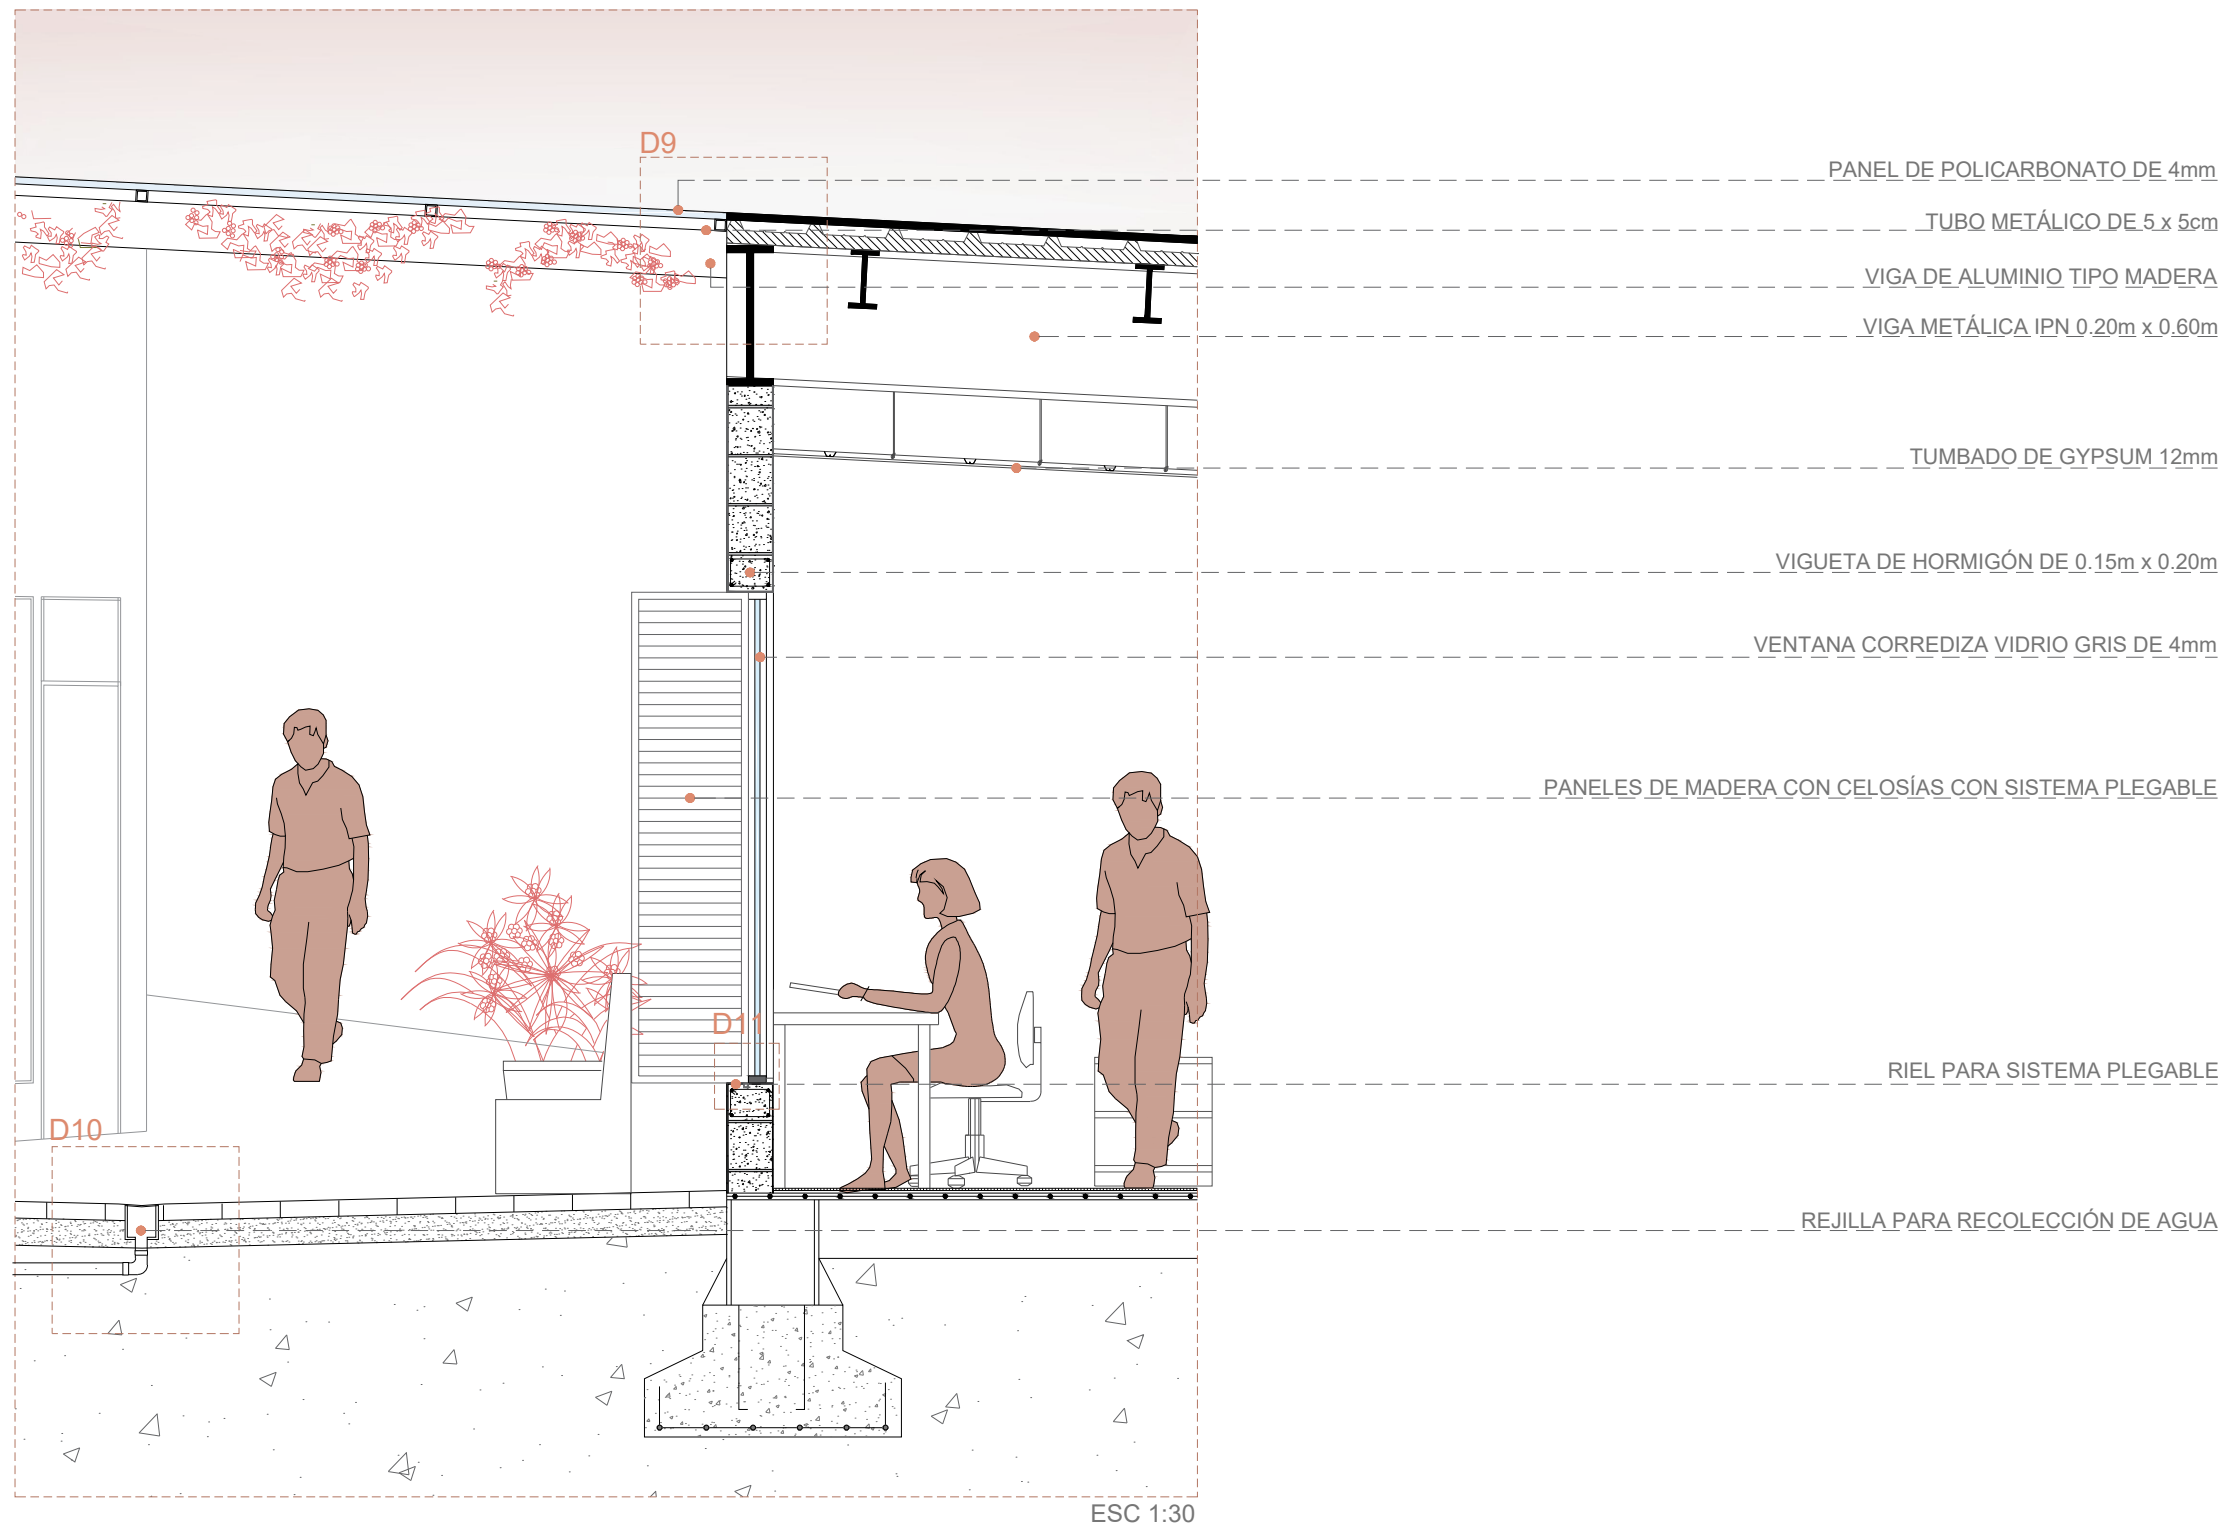 D9
PANEL DE POLICARBONATO DE 4mm
TUBO METÁLICO DE 5 x 5cm
VIGA DE ALUMINIO TIPO MADERA
VIGA METÁLICA IPN 0.20m x 0.60m
TUMBADO DE GYPSUM 12mm
VIGUETA DE HORMIGÓN DE 0.15m x 0.20m
VENTANA CORREDIZA VIDRIO GRIS DE 4mm
PANELES DE MADERA CON CELOSÍAS CON SISTEMA PLEGABLE
D11
RIEL PARA SISTEMA PLEGABLE
D10
REJILLA PARA RECOLECCIÓN DE AGUA
ESC 1:30